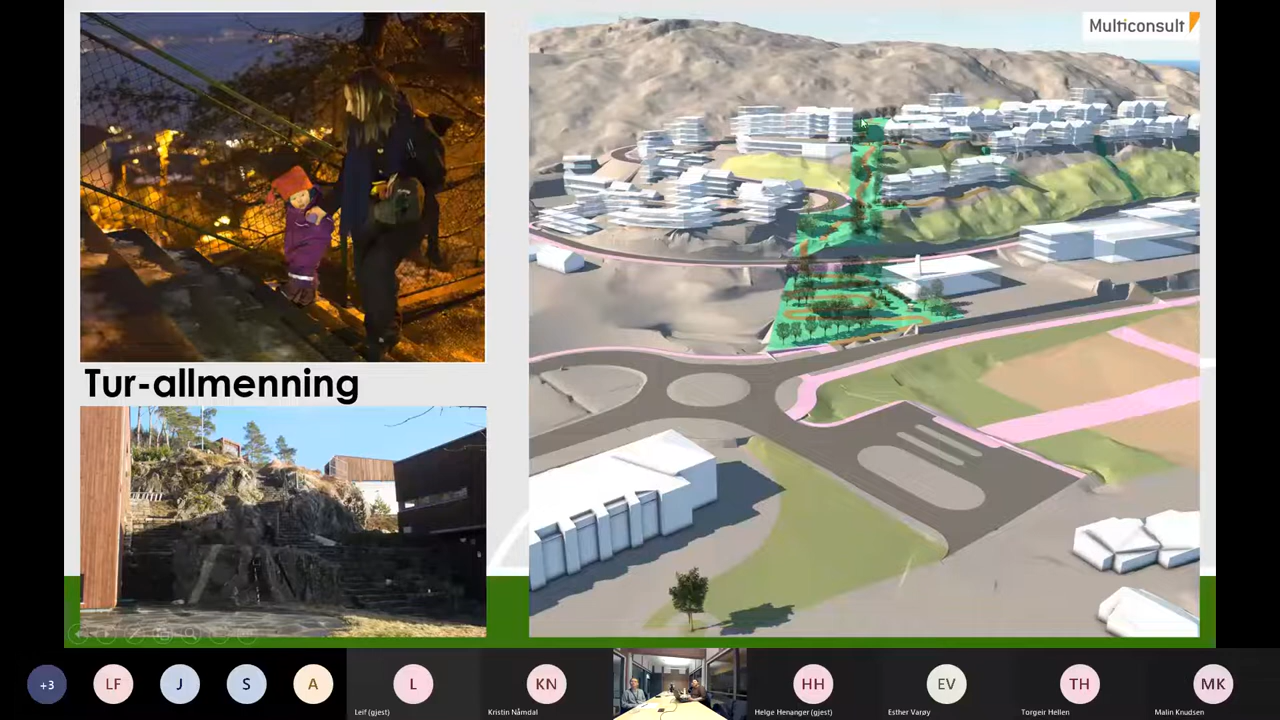 Multiconsult
Tur-allmenning
+3
LF
J
S
A
L
Leif (gjest)
KN
Kristin Nåmdal
HH
Helge Henanger (gjest)
EV
Esther Varøy
TH
Torgeir Hellen
MK
Malin Knudsen